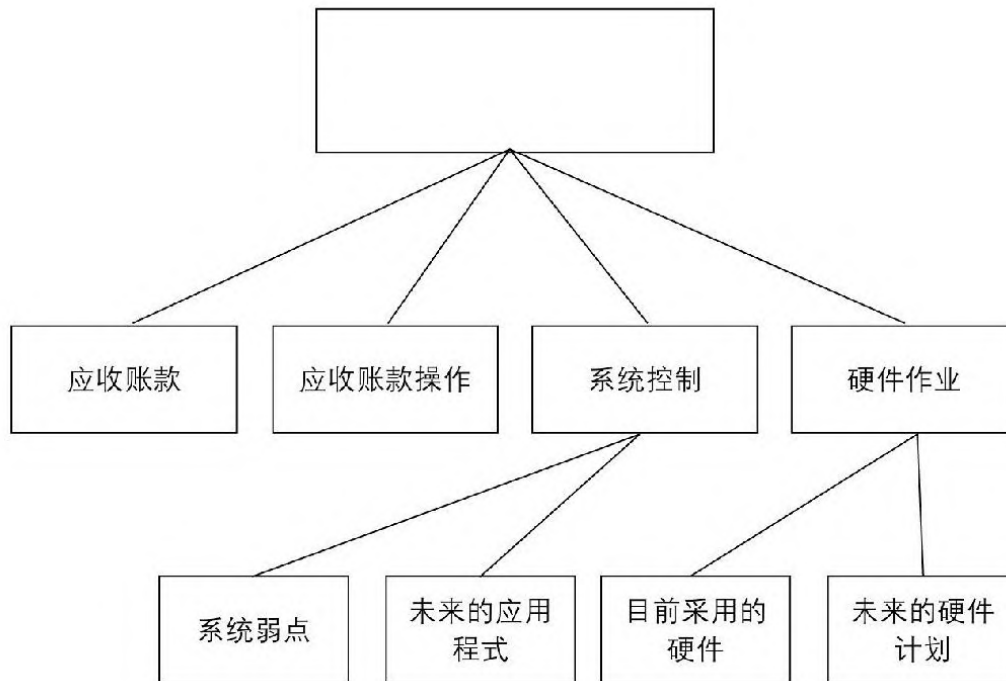 应收账款
应收账款操作
系统控制
硬件作业
系统弱点
未来的应用
程式
目前采用的
硬件
未来的硬件
计划